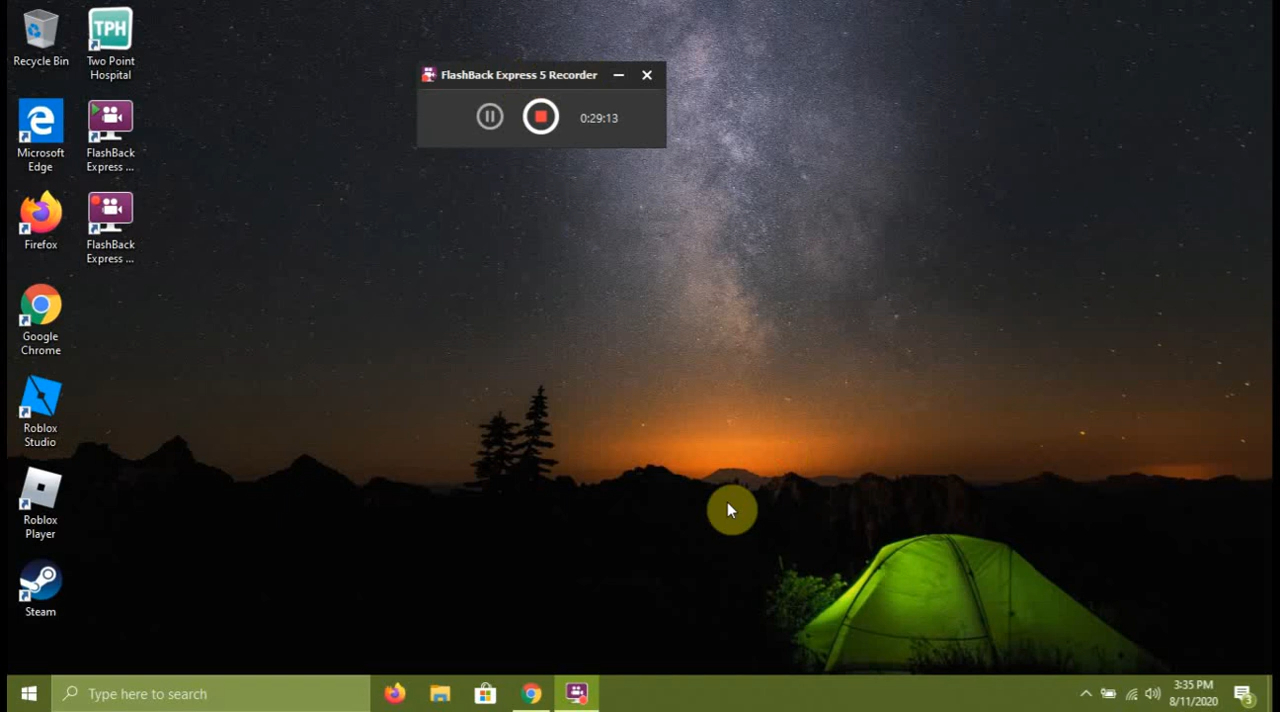 Recycle Bin
TPH
Two Point
Hospital
FlashBack Express 5 Recorder
0:29:13
Microsoft
Edge
FlashBack
Express ...
Firefox
FlashBack
Express ...
Google
Chrome
Roblox
Studio
Roblox
Player
Steam
Type here to search
3:35 PM
8/11/2020
3